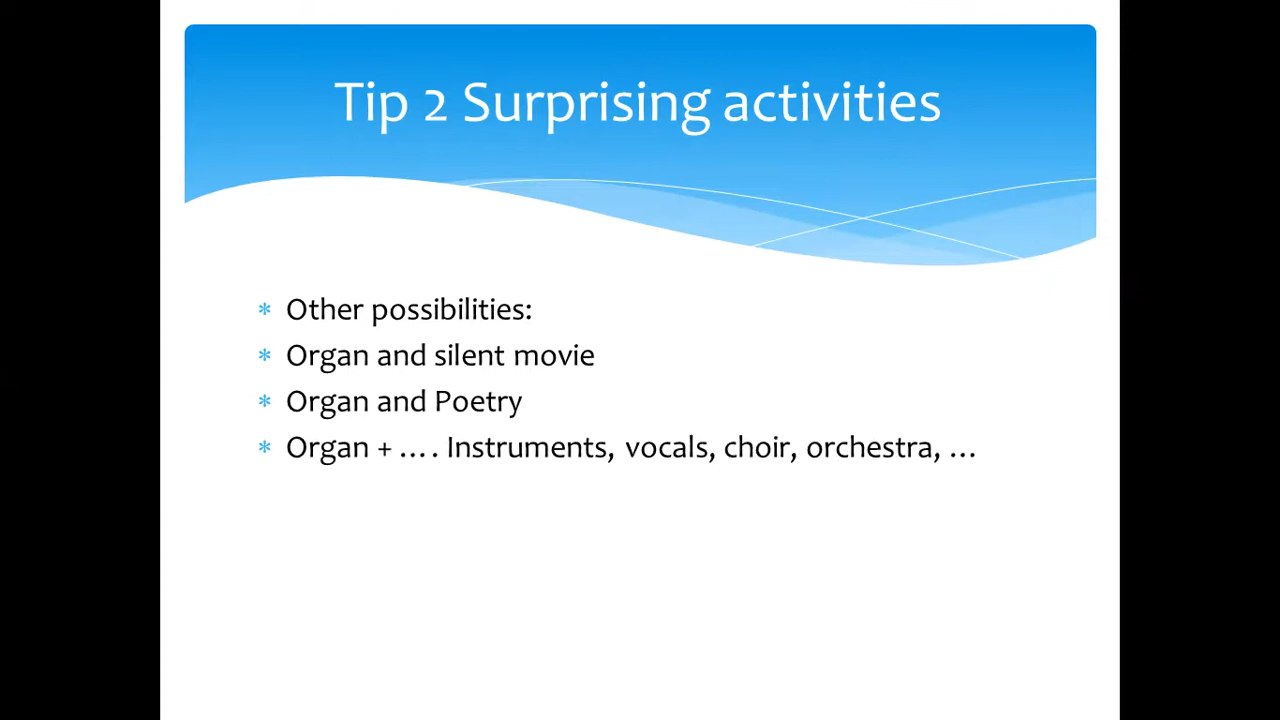 Tip 2 Surprising activities
* Other possibilities:
* Organ and silent movie
* Organ and Poetry
* Organ + …. Instruments, vocals, choir, orchestra, …